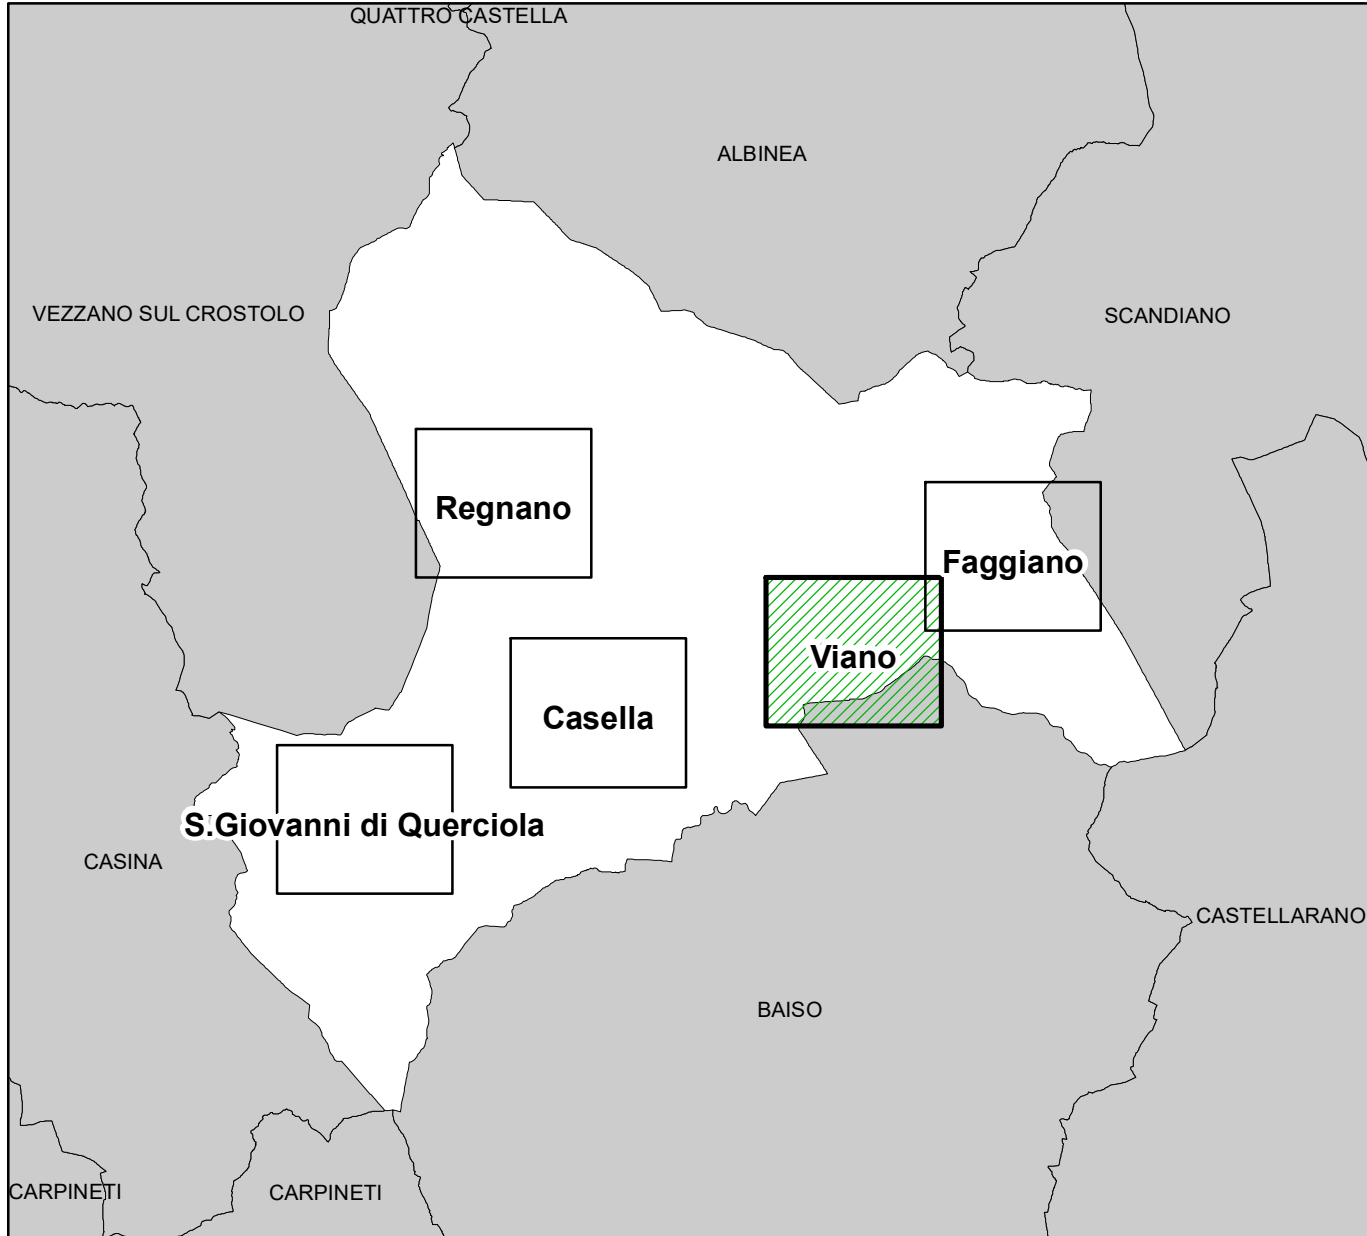 QUATTRO CASTELLA
ALBINEA
VEZZANO SUL CROSTOLO
SCANDIANO
Regnano
Faggiano
Viano
Casella
S.Giovanni di Querciola
CASINA
CASTELLARANO
BAISO
CARPINETI
CARPINETI